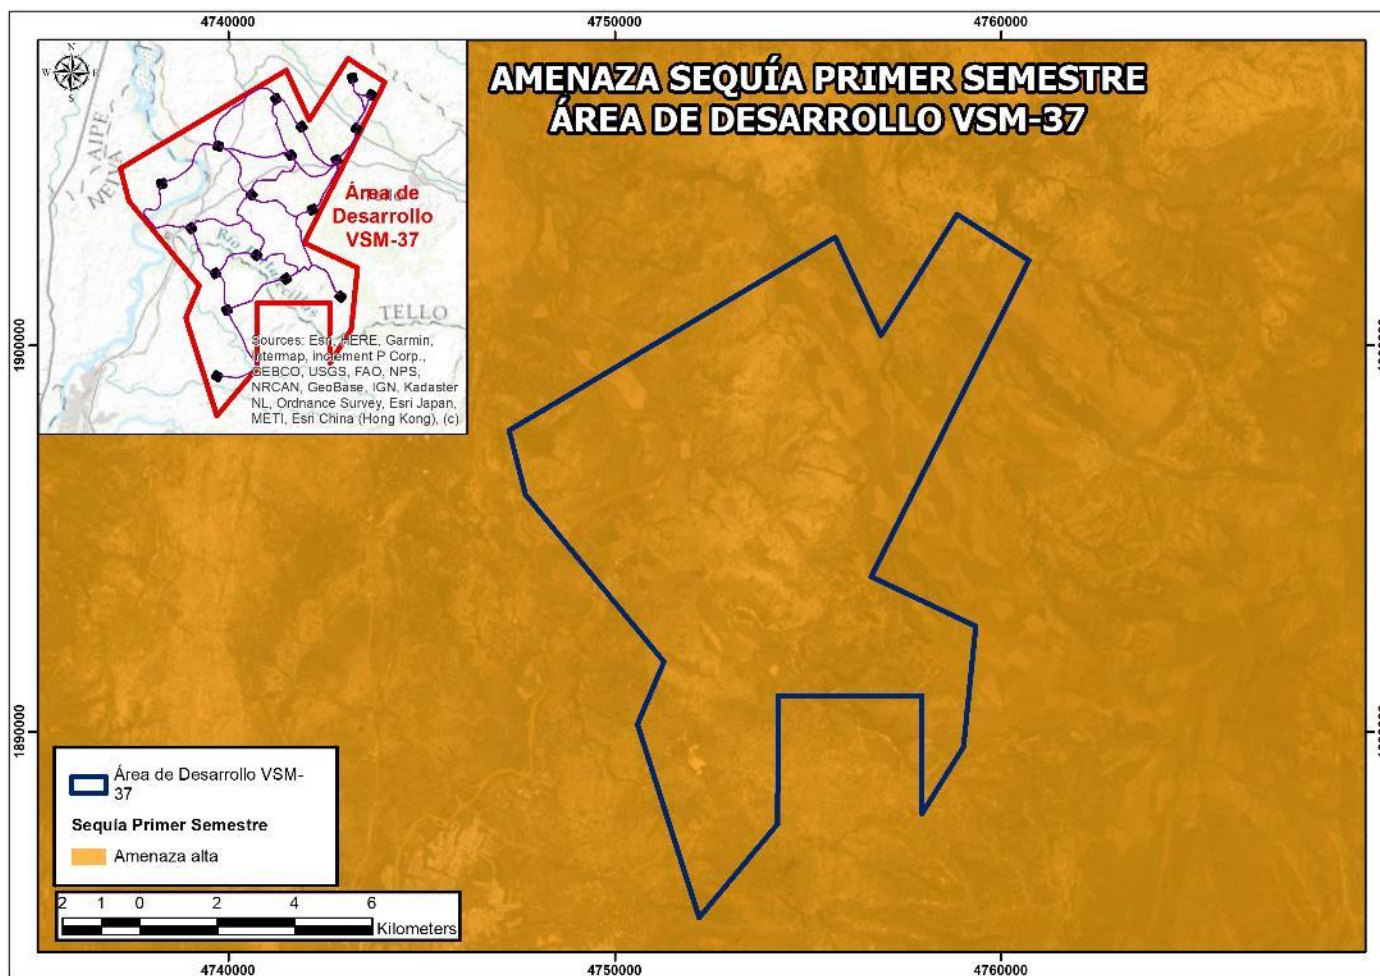 4740000
4750000
4760000
AMENAZA SEQUÍA PRIMER SEMESTRE
ÁREA DE DESARROLLO VSM-37
N
W
E
S
AIPE
NEIVA
Área de
Desarrollo
VSM-37
Tello
TELLO
Sources: Esri, HERE, Garmin,
Intermap, increment P Corp.,
GEBCO, USGS, FAO, NPS,
NRCAN, GeoBase, IGN, Kadaster
NL, Ordnance Survey, Esri Japan,
METI, Esri China (Hong Kong), (c)
1900000
1890000
Área de Desarrollo VSM-
37
Sequía Primer Semestre
Amenaza alta
2 1 0 2 4 6
Kilometers
4740000
4750000
4760000